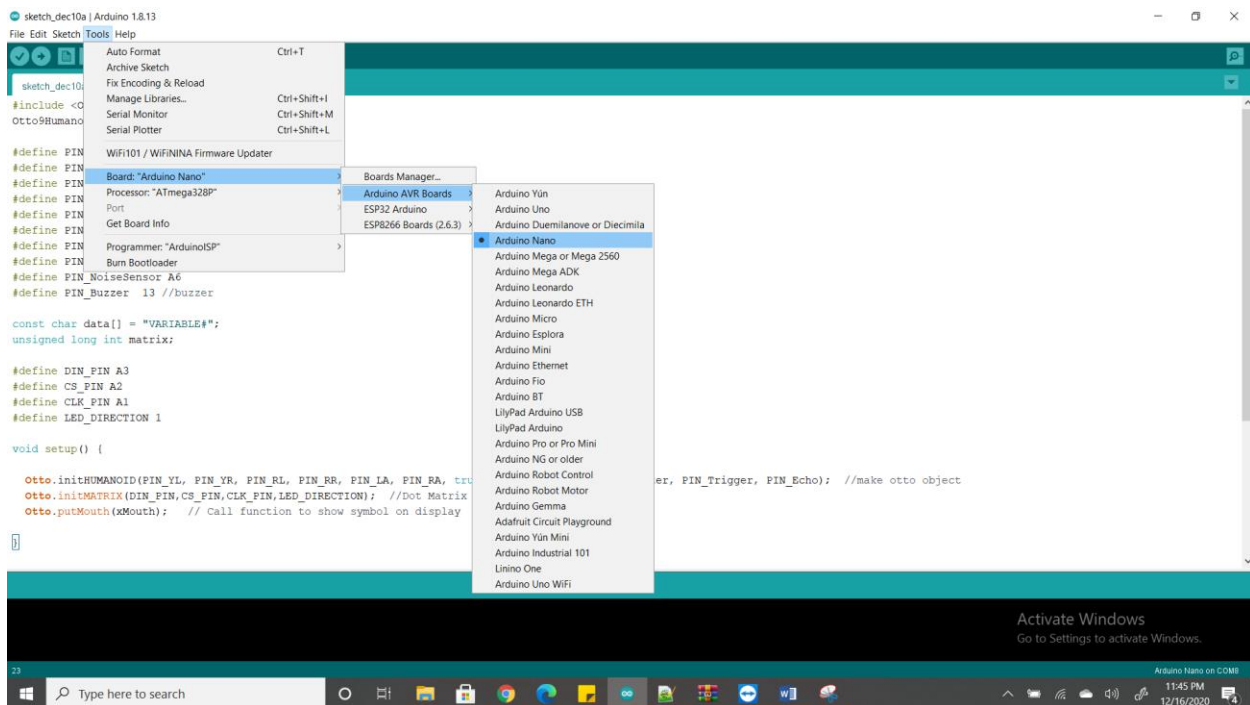 sketch_dec10a | Arduino 1.8.13
File Edit Sketch Tools Help
Auto Format Ctrl+T
Archive Sketch
Fix Encoding & Reload
Manage Libraries... Ctrl+Shift+I
Serial Monitor Ctrl+Shift+M
Serial Plotter Ctrl+Shift+L
WiFi101 / WiFiNINA Firmware Updater
Board: "Arduino Nano"
Processor: "ATmega328P"
Port
Get Board Info
Programmer: "ArduinoISP"
Burn Bootloader
Boards Manager...
Arduino AVR Boards
ESP32 Arduino
ESP8266 Boards (2.6.3)
Arduino Yún
Arduino Uno
Arduino Duemilanove or Diecimila
Arduino Nano
Arduino Mega or Mega 2560
Arduino Mega ADK
Arduino Leonardo
Arduino Leonardo ETH
Arduino Micro
Arduino Esplora
Arduino Mini
Arduino Ethernet
Arduino Fio
Arduino BT
LilyPad Arduino USB
LilyPad Arduino
Arduino Pro or Pro Mini
Arduino NG or older
Arduino Robot Control
Arduino Robot Motor
Arduino Gemma
Adafruit Circuit Playground
Arduino Yún Mini
Arduino Industrial 101
Linino One
Arduino Uno WiFi
sketch_dec10a
#include <O
Otto9Humano
#define PIN
#define PIN
#define PIN
#define PIN
#define PIN
#define PIN
#define PIN
#define PIN
#define PIN_NoiseSensor A6
#define PIN_Buzzer 13 //buzzer
const char data[] = "VARIABLE#";
unsigned long int matrix;
#define DIN_PIN A3
#define CS_PIN A2
#define CLK_PIN A1
#define LED_DIRECTION 1
void setup() {
Otto.initHUMANOID(PIN_YL, PIN_YR, PIN_RL, PIN_RR, PIN_LA, PIN_RA, tru er, PIN_Trigger, PIN_Echo); //make otto object
Otto.initMATRIX(DIN_PIN,CS_PIN,CLK_PIN,LED_DIRECTION); //Dot Matrix
Otto.putMouth(xMouth); // Call function to show symbol on display
}
Activate Windows
Go to Settings to activate Windows.
23
Arduino Nano on COM8
Type here to search
11:45 PM
12/16/2020
4